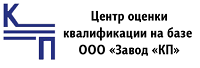 КП
Центр оценки
квалификации на базе
ООО «Завод «КП»